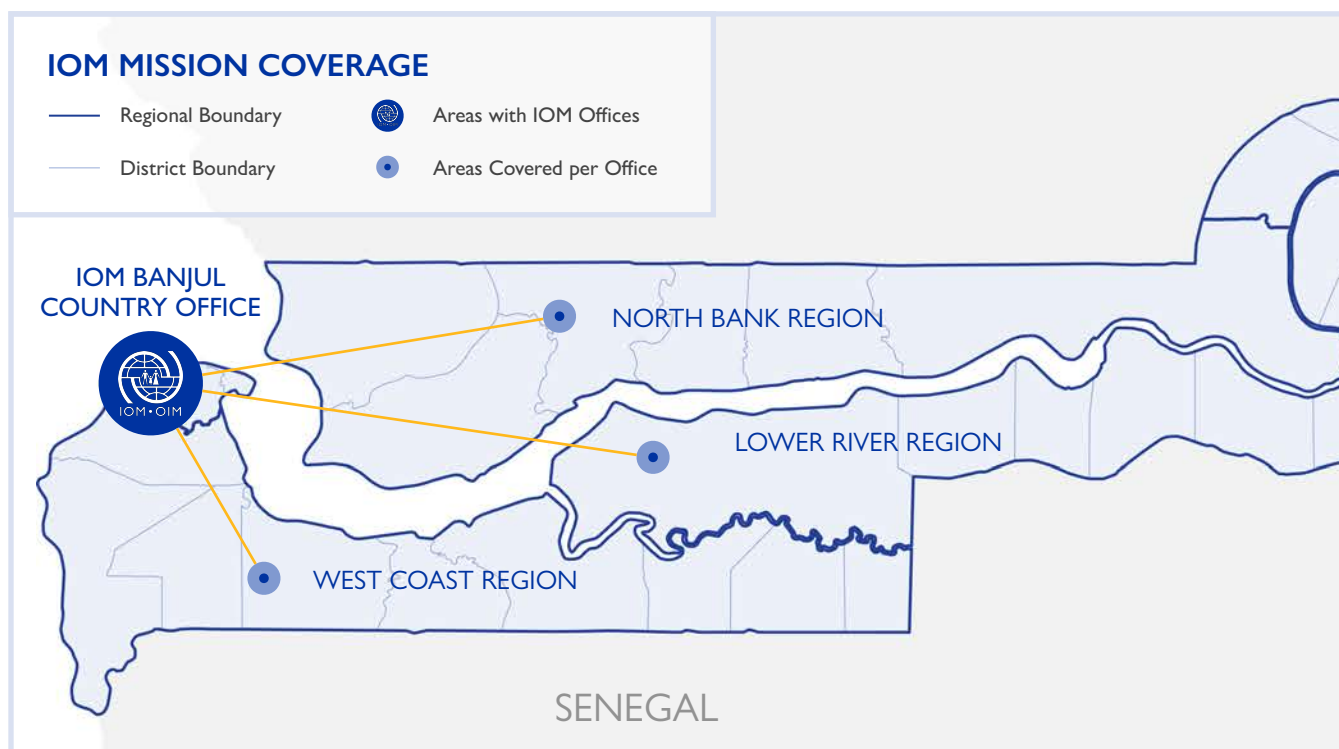 IOM MISSION COVERAGE
Regional Boundary
Areas with IOM Offices
District Boundary
Areas Covered per Office
IOM BANJUL
COUNTRY OFFICE
IOM•OIM
NORTH BANK REGION
LOWER RIVER REGION
WEST COAST REGION
SENEGAL